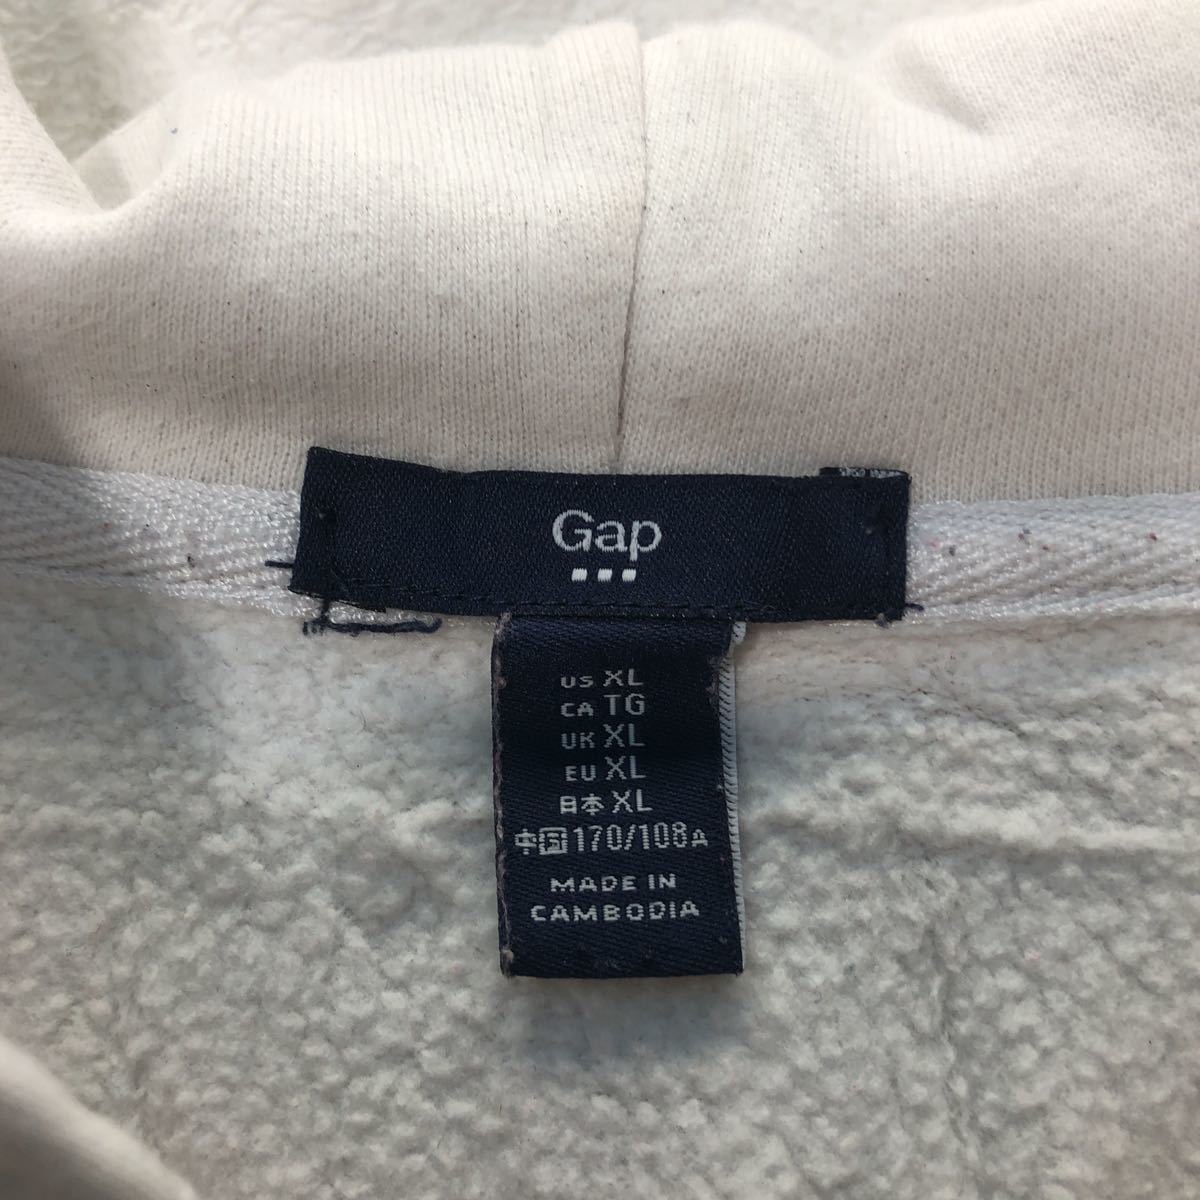 Gap
US XL
CA TG
UK XL
EU XL
日本 XL
中国 170/108A
MADE IN
CAMBODIA